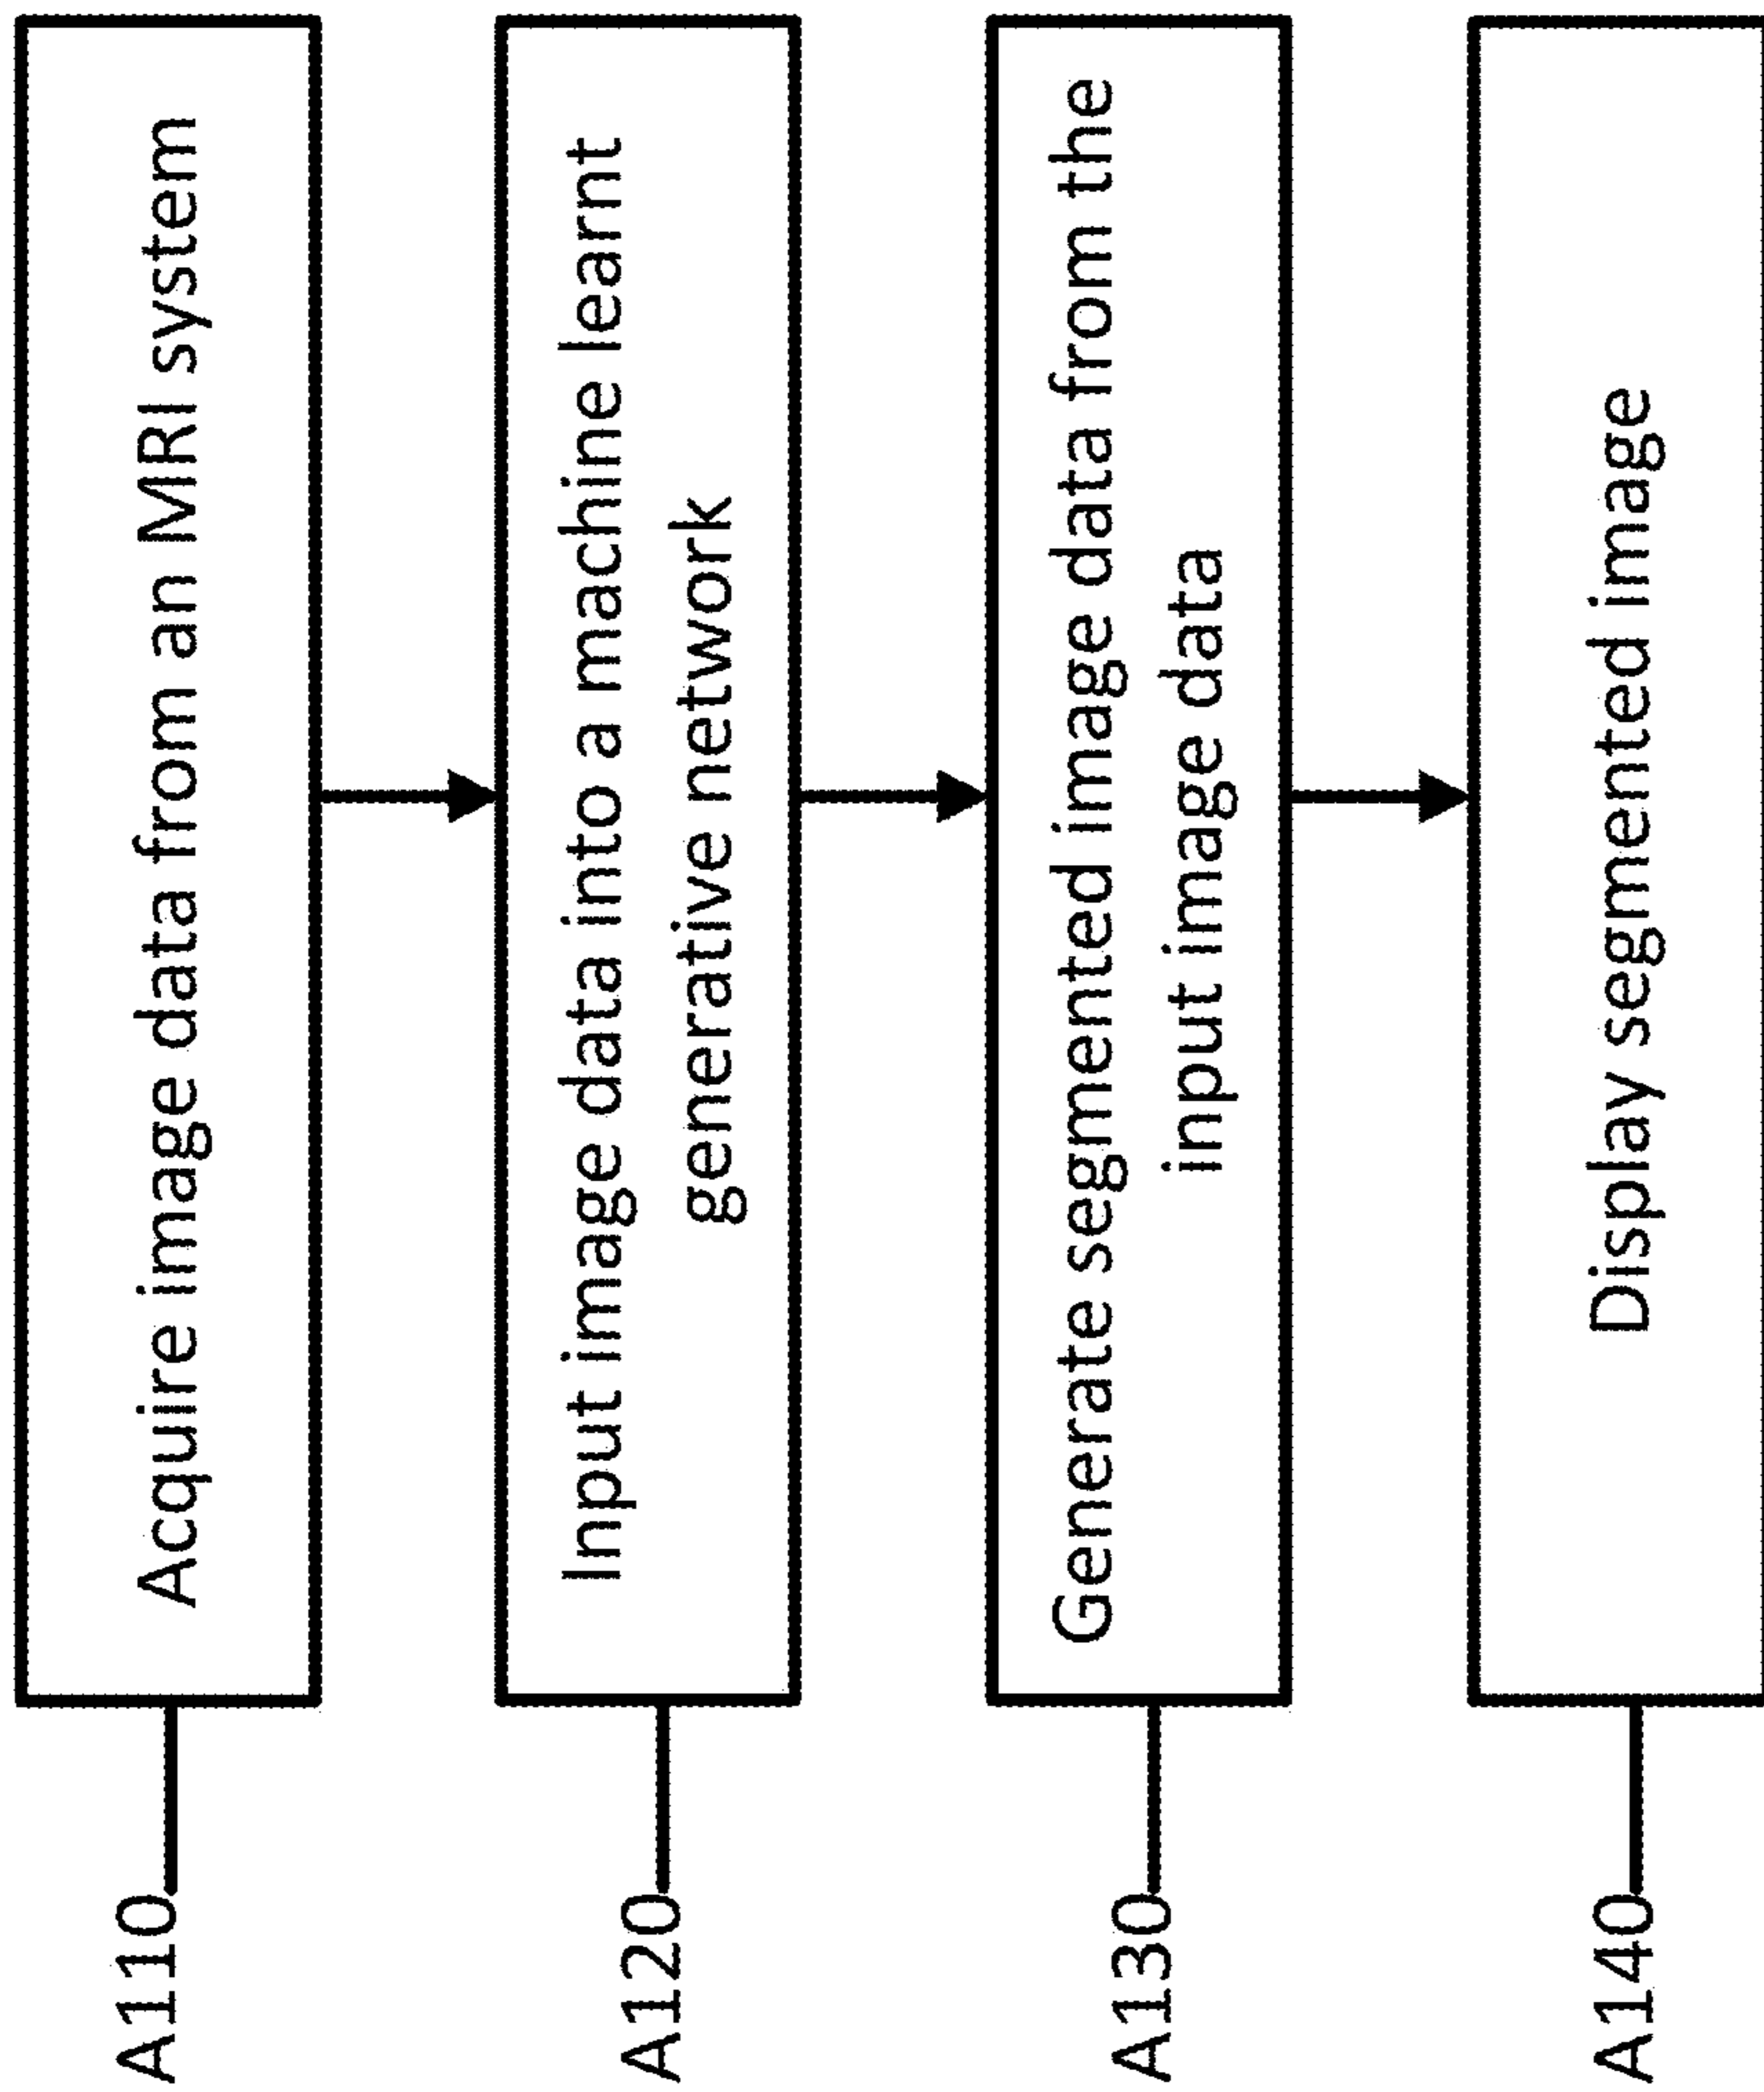 A110
Acquire image data from an MRI system
A120
Input image data into a machine learnt
generative network
A130
Generate segmented image data from the
input image data
A140
Display segmented image